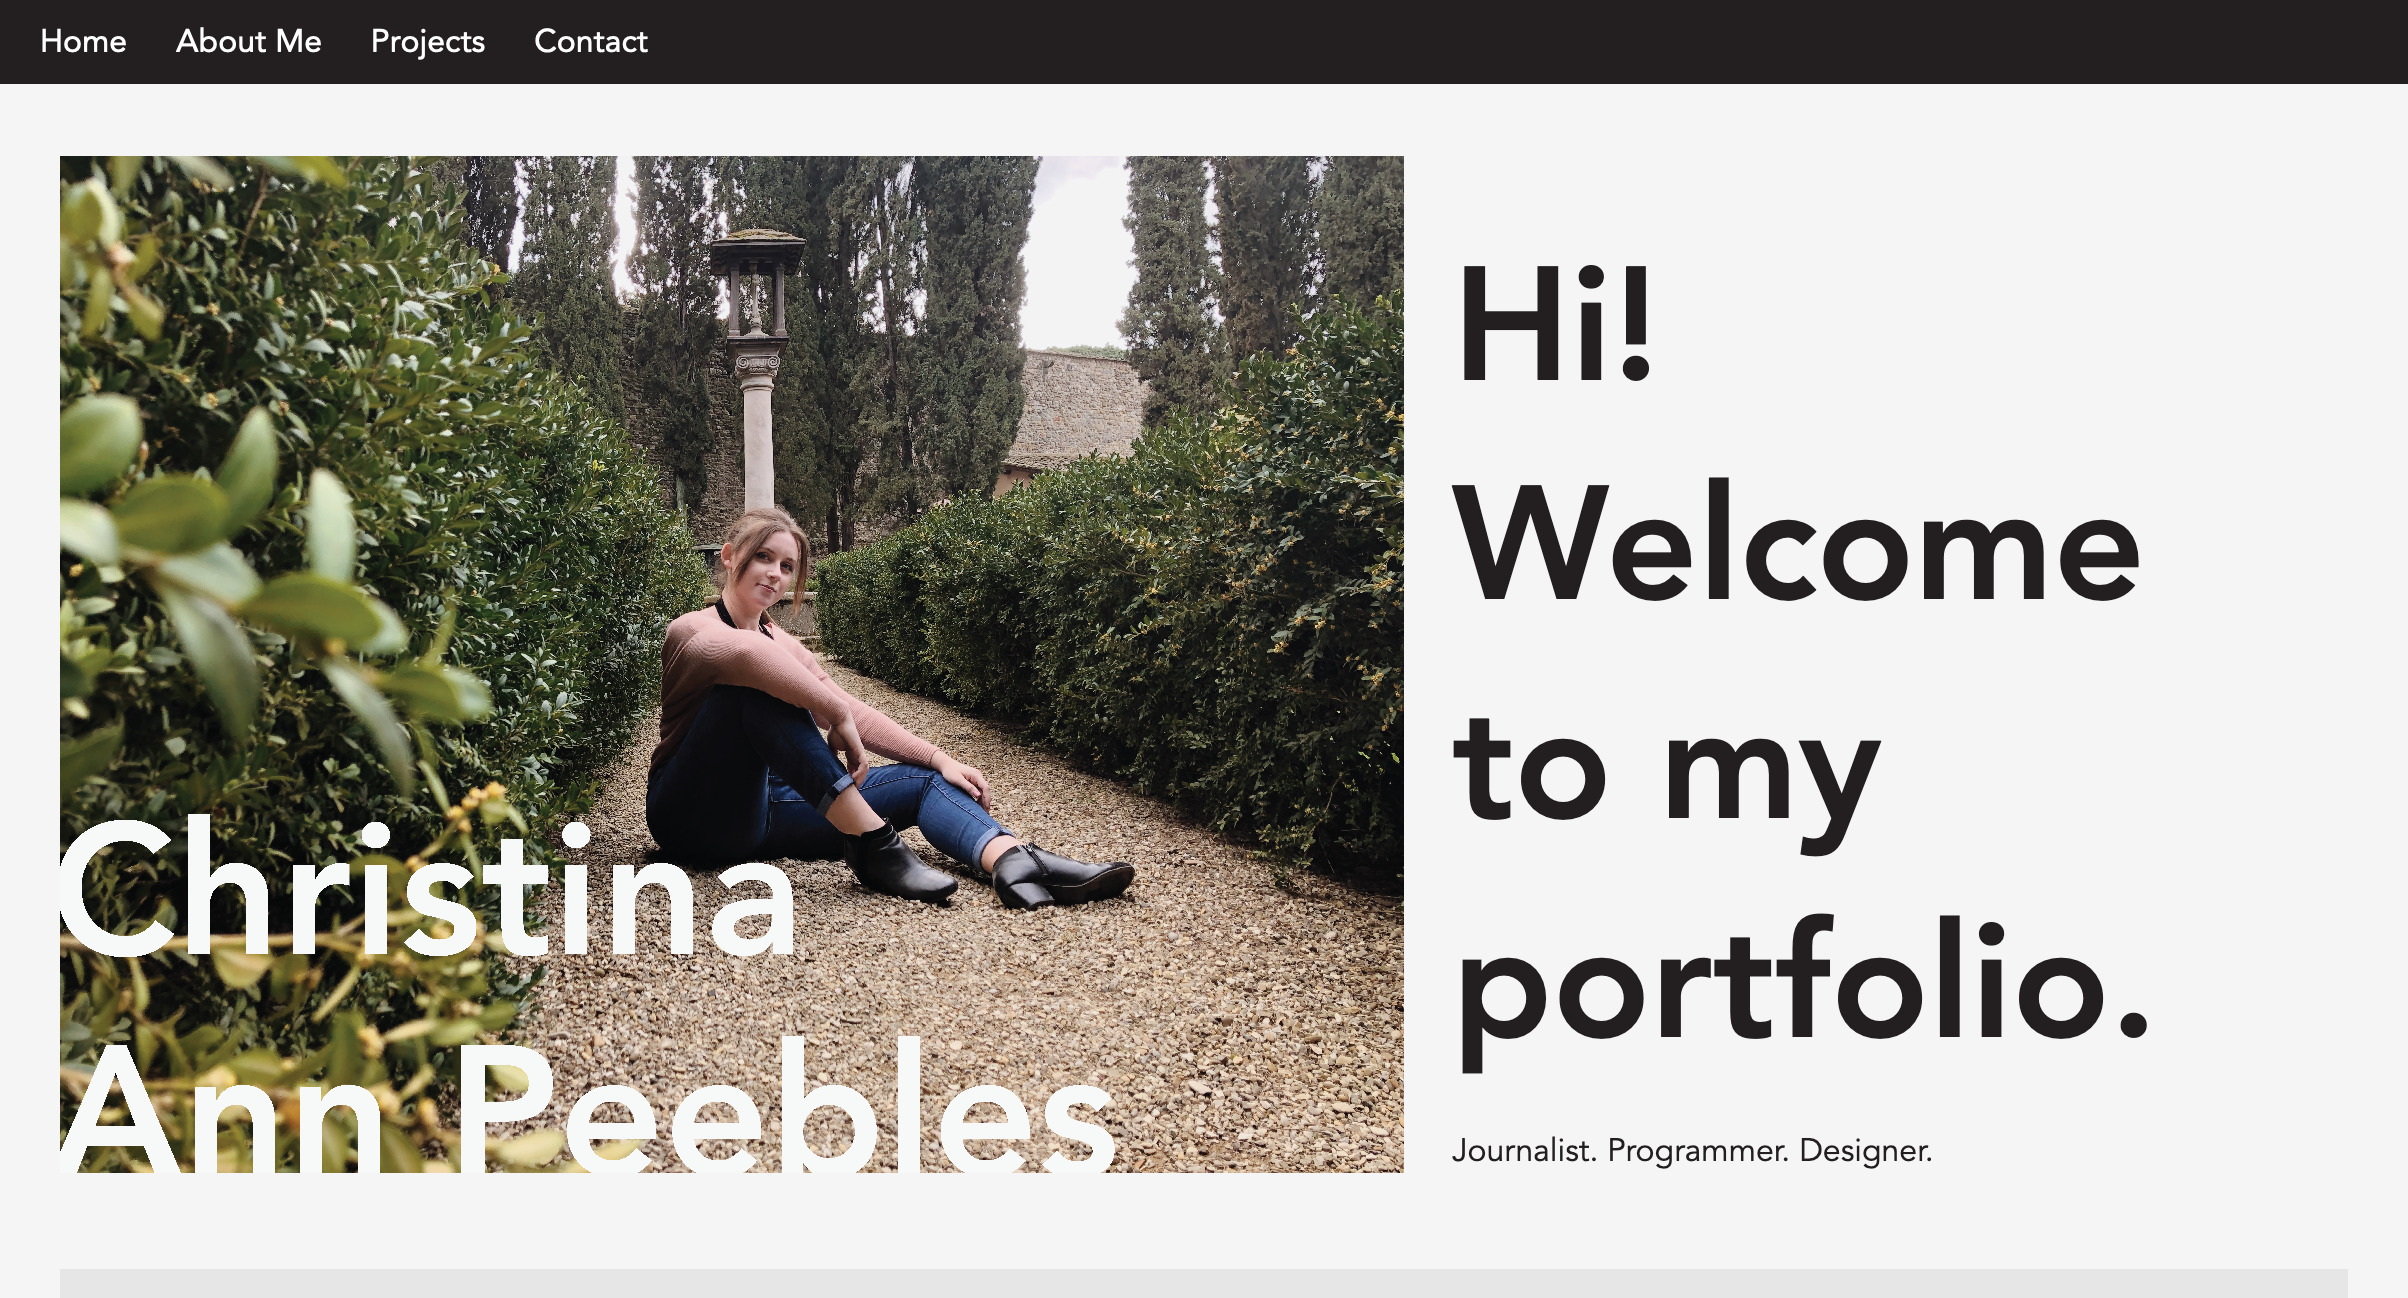 Home About Me Projects Contact
Christina
Ann Peebles
Hi!
Welcome
to my
portfolio.
Journalist. Programmer. Designer.